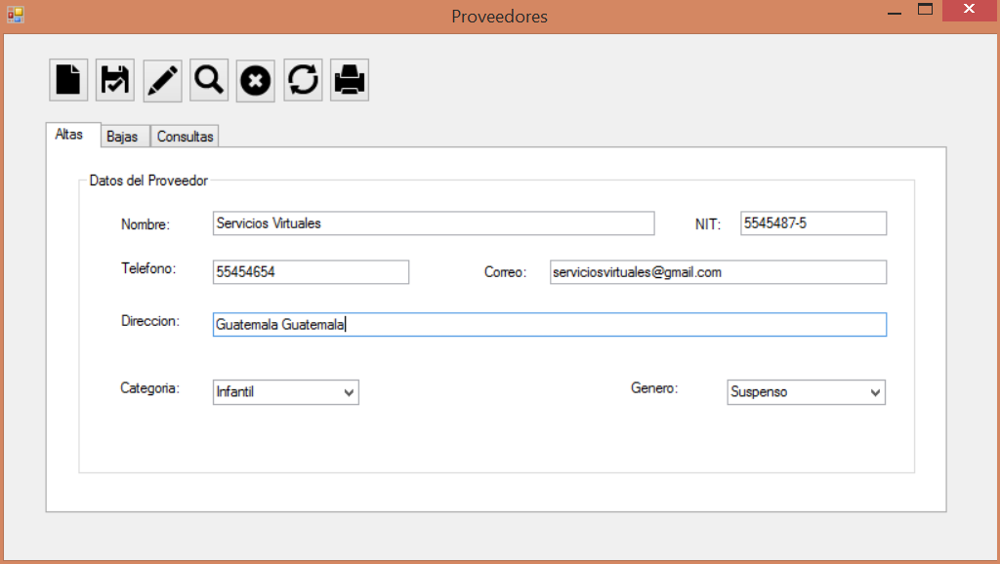 Proveedores
Altas Bajas Consultas
Datos del Proveedor
Nombre: Servicios Virtuales NIT: 5545487-5
Telefono: 55454654 Correo: serviciosvirtuales@gmail.com
Direccion: Guatemala Guatemala
Categoria: Infantil Genero: Suspenso